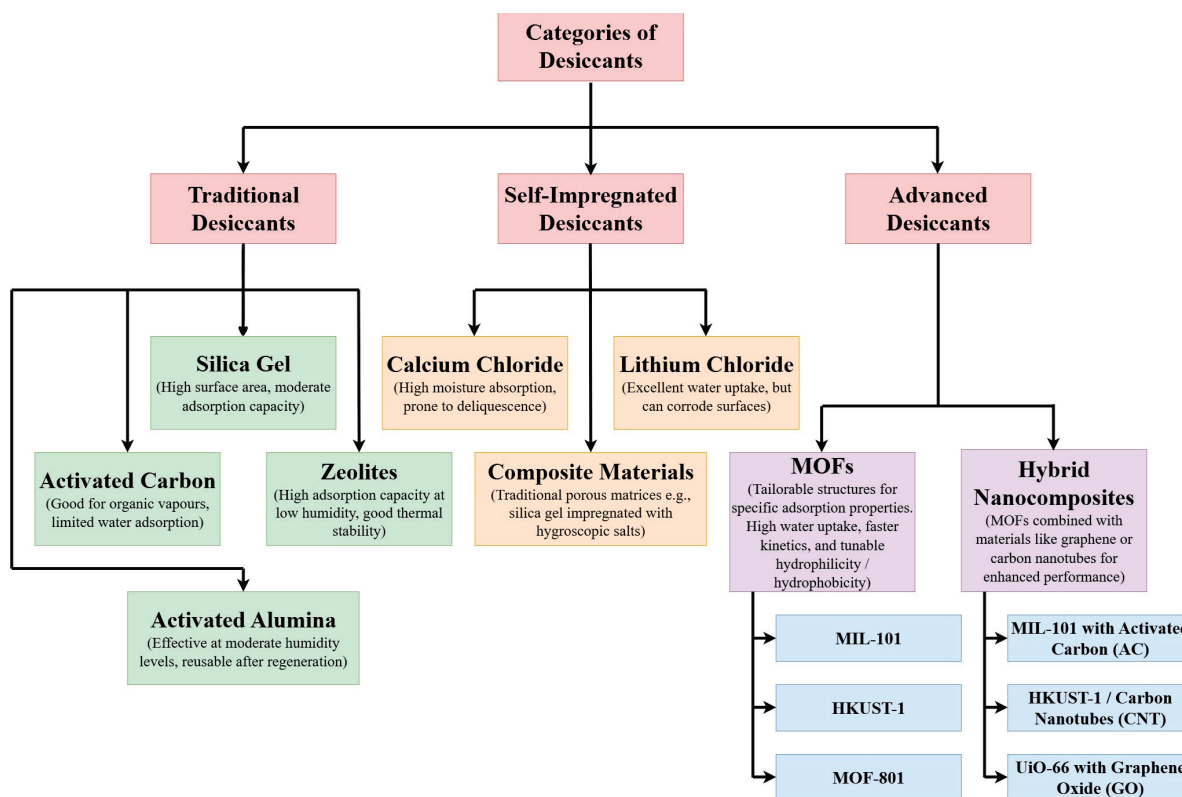 Categories of
Desiccants
Traditional
Desiccants
Self-Impregnated
Desiccants
Advanced
Desiccants
Silica Gel
(High surface area, moderate
adsorption capacity)
Calcium Chloride
(High moisture absorption,
prone to deliquescence)
Lithium Chloride
(Excellent water uptake, but
can corrode surfaces)
Activated Carbon
(Good for organic vapours,
limited water adsorption)
Zeolites
(High adsorption capacity at
low humidity, good thermal
stability)
Composite Materials
(Traditional porous matrices e.g.,
silica gel impregnated with
hygroscopic salts)
MOFs
(Tailorable structures for
specific adsorption properties.
High water uptake, faster
kinetics, and tunable
hydrophilicity /
hydrophobicity)
Hybrid
Nanocomposites
(MOFs combined with
materials like graphene or
carbon nanotubes for
enhanced performance)
Activated Alumina
(Effective at moderate humidity
levels, reusable after regeneration)
MIL-101
HKUST-1
MOF-801
MIL-101 with Activated
Carbon (AC)
HKUST-1 / Carbon
Nanotubes (CNT)
UiO-66 with Graphene
Oxide (GO)